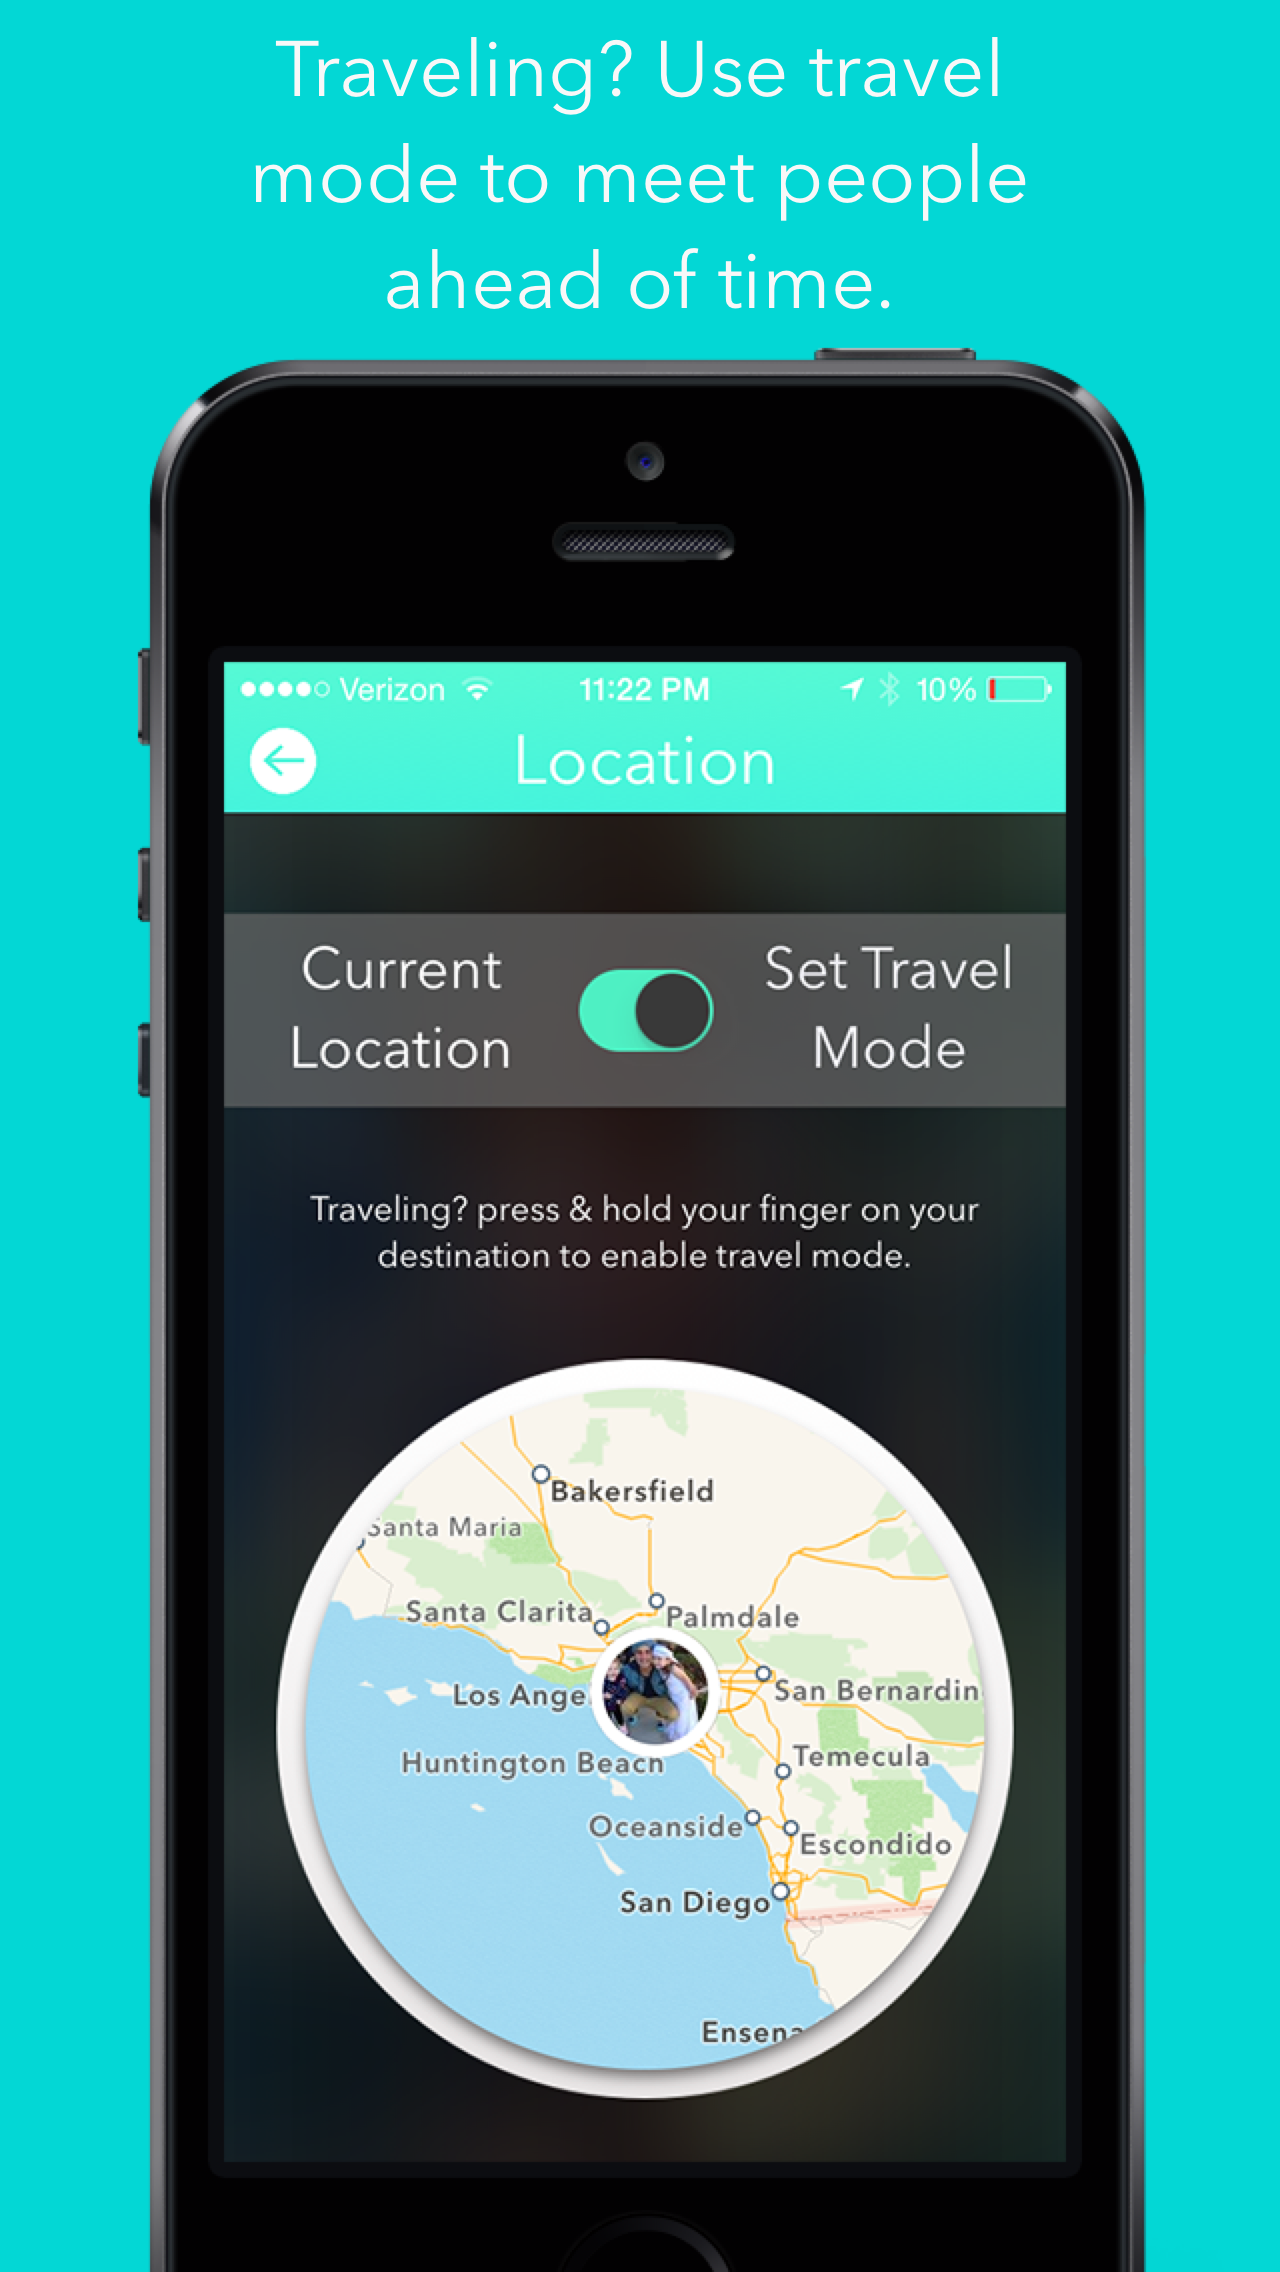 Traveling? Use travel
mode to meet people
ahead of time.
Verizon 11:22 PM 10%
Location
Current
Location
Set Travel
Mode
Traveling? press & hold your finger on your
destination to enable travel mode.
Bakersfield
Santa Maria
Santa Clarita
Palmdale
Los Ange
San Bernardin
Huntington Beach
Temecula
Oceanside
Escondido
San Diego
Ensena